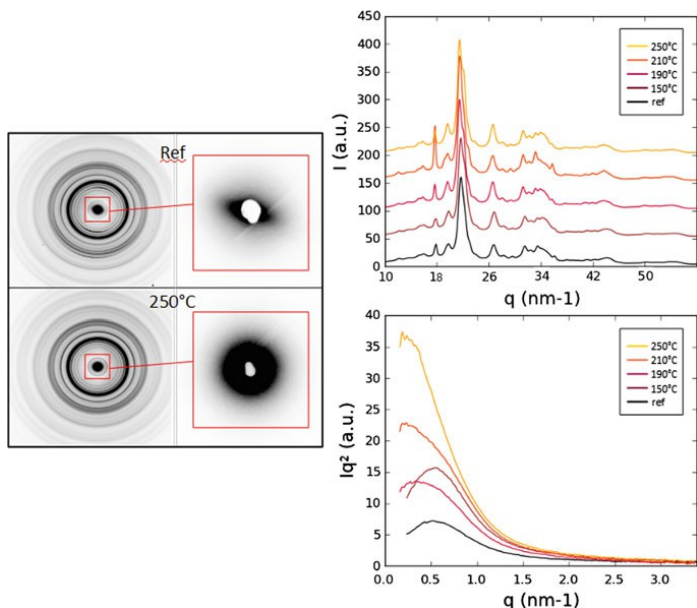 Ref
250°C
450
400
350
300
250
200
150
100
50
0
I (a.u.)
250°C
210°C
190°C
150°C
ref
10 18 26 34 42 50
q (nm-1)
40
35
30
25
20
15
10
5
0
Iq² (a.u.)
250°C
210°C
190°C
150°C
ref
0.0 0.5 1.0 1.5 2.0 2.5 3.0
q (nm-1)